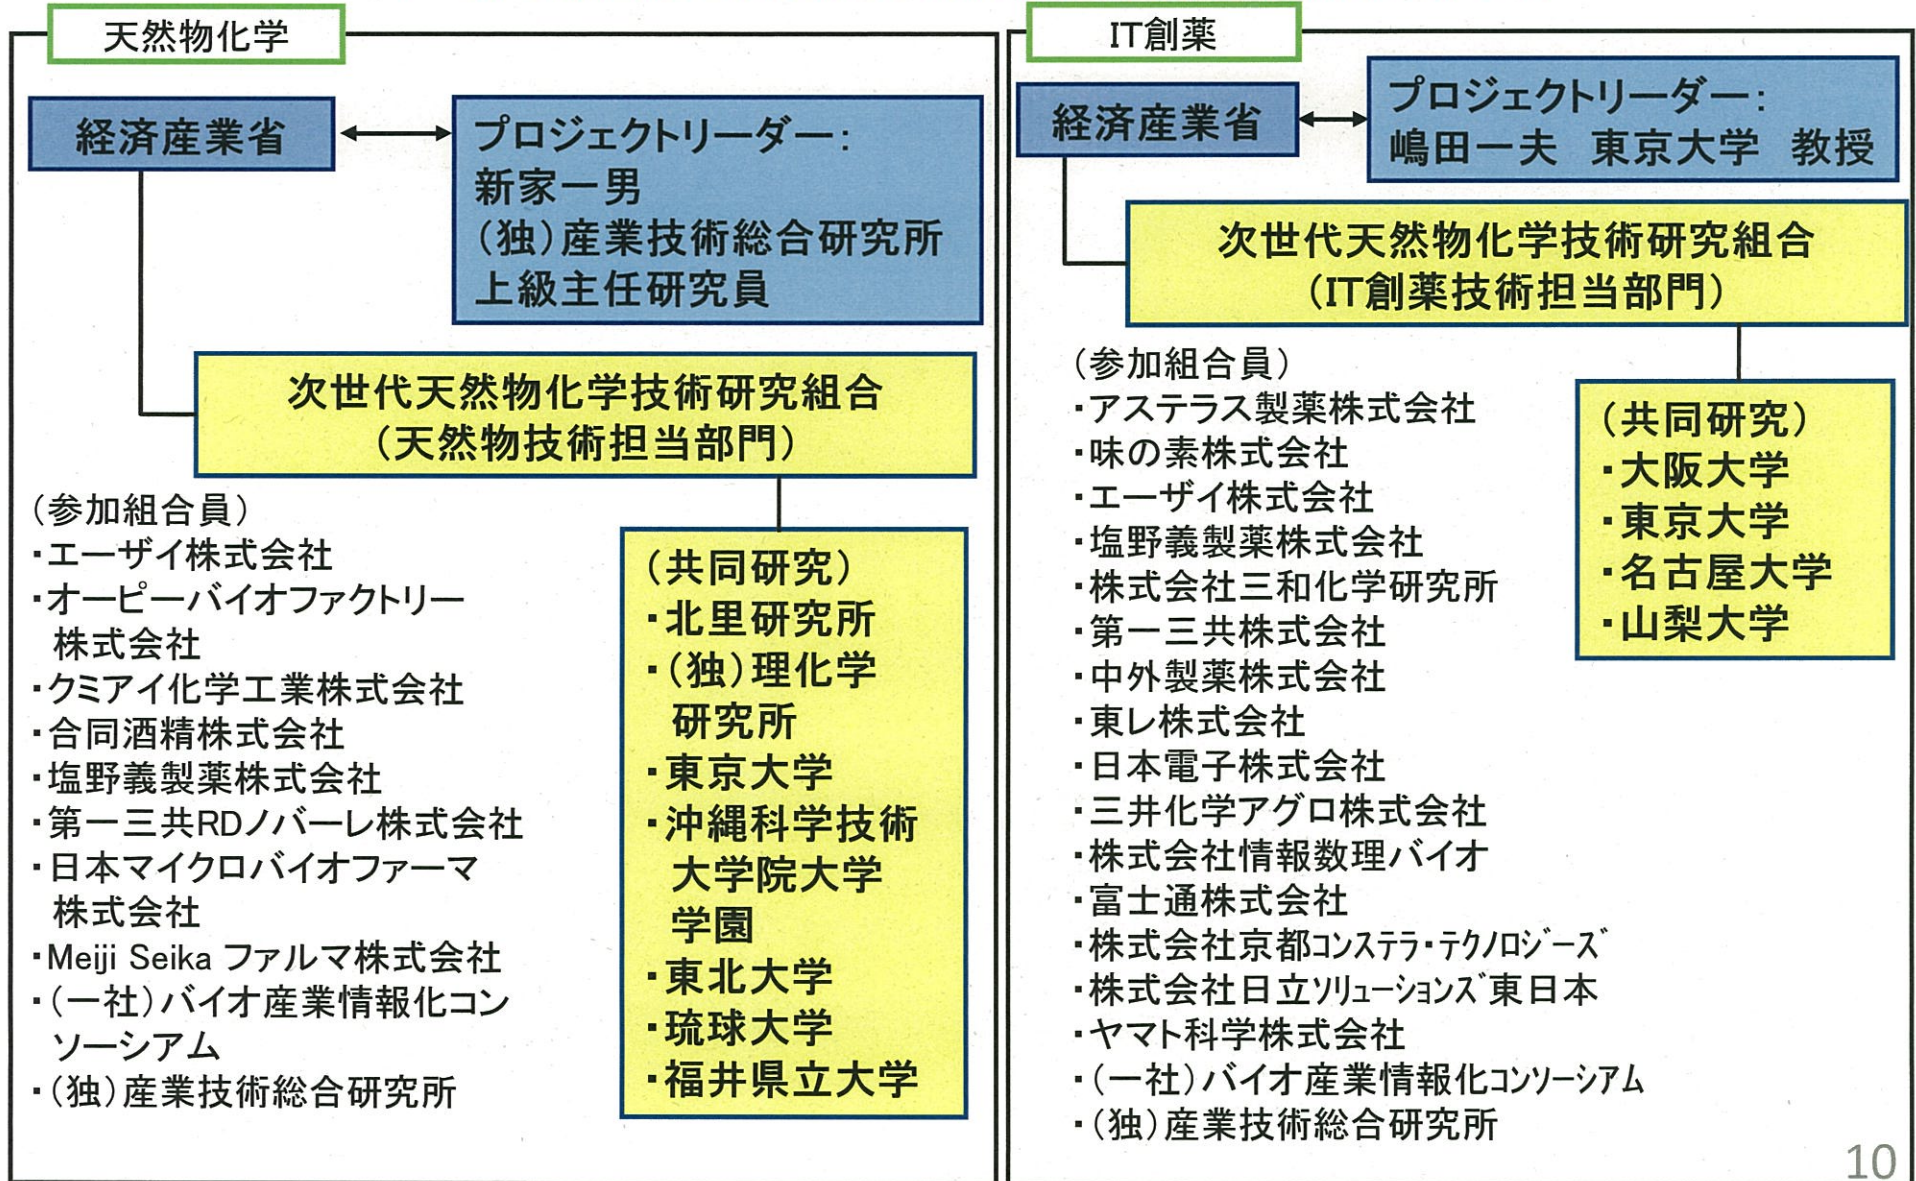 天然物化学
経済産業省
プロジェクトリーダー:
新家一男
(独)産業技術総合研究所
上級主任研究員
次世代天然物化学技術研究組合
(天然物技術担当部門)
(参加組合員)
・エーザイ株式会社
・オーピーバイオファクトリー
株式会社
・クミアイ化学工業株式会社
・合同酒精株式会社
・塩野義製薬株式会社
・第一三共RDノバーレ株式会社
・日本マイクロバイオファーマ
株式会社
・Meiji Seika ファルマ株式会社
・(一社)バイオ産業情報化コン
ソーシアム
・(独)産業技術総合研究所
(共同研究)
・北里研究所
・(独)理化学
研究所
・東京大学
・沖縄科学技術
大学院大学
学園
・東北大学
・琉球大学
・福井県立大学
IT創薬
経済産業省
プロジェクトリーダー:
嶋田一夫 東京大学 教授
次世代天然物化学技術研究組合
(IT創薬技術担当部門)
(参加組合員)
・アステラス製薬株式会社
・味の素株式会社
・エーザイ株式会社
・塩野義製薬株式会社
・株式会社三和化学研究所
・第一三共株式会社
・中外製薬株式会社
・東レ株式会社
・日本電子株式会社
・三井化学アグロ株式会社
・株式会社情報数理バイオ
・富士通株式会社
・株式会社京都ｺﾝｽﾃﾗ・ﾃｸﾉﾛｼﾞｰｽﾞ
・株式会社日立ｿﾘｭｰｼｮﾝｽﾞ東日本
・ヤマト科学株式会社
・(一社)バイオ産業情報化ｺﾝｿｰｼｱﾑ
・(独)産業技術総合研究所
(共同研究)
・大阪大学
・東京大学
・名古屋大学
・山梨大学
10